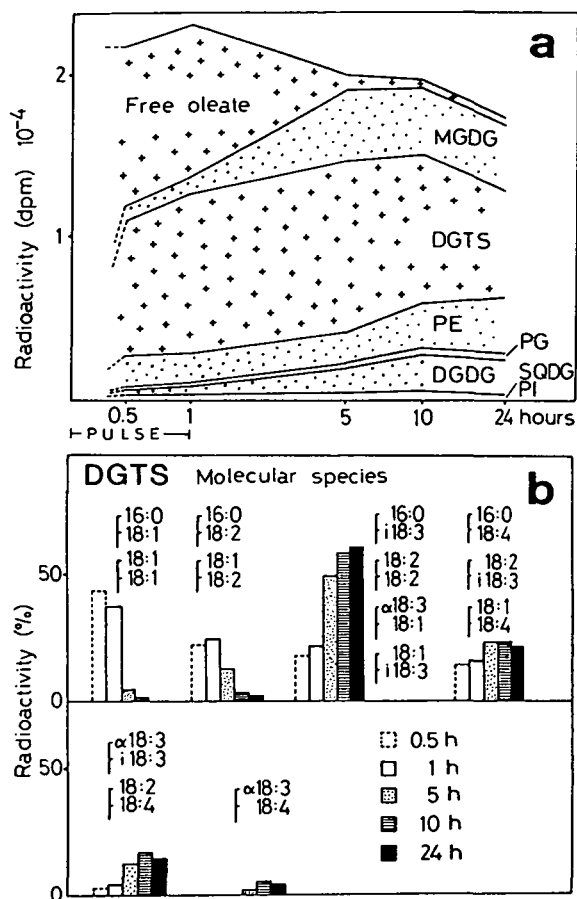 a
Radioactivity (dpm) 10⁻⁴
2
1
Free oleate
MGDG
DGTS
PE
DGDG
PG
SQDG
PI
0.5 1 5 10 24 hours
PULSE
b
DGTS Molecular species
Radioactivity (%)
50
0
16:0
18:1
18:1
18:1
16:0
18:2
18:1
18:2
16:0
i18:3
18:2
18:2
α18:3
18:1
18:1
i18:3
16:0
18:4
18:2
i18:3
18:1
18:4
50
0
α18:3
i18:3
18:2
18:4
α18:3
18:4
0.5 h
1 h
5 h
10 h
24 h